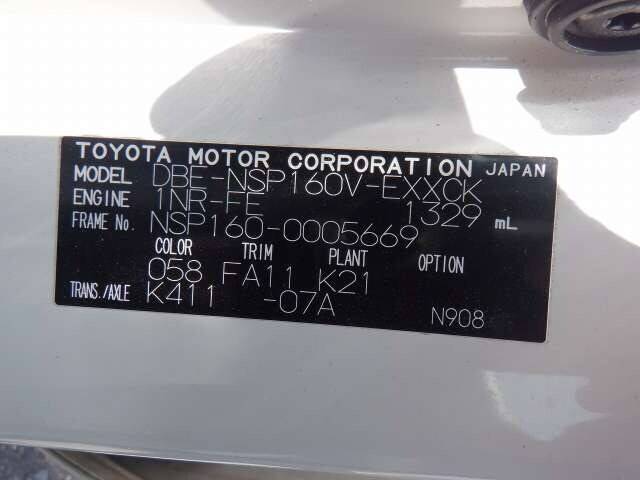 TOYOTA MOTOR CORPORATION JAPAN
MODEL DBE-NSP160V-EXXCK
ENGINE 1NR-FE 1329 mL
FRAME No. NSP160-0005669
COLOR TRIM PLANT OPTION
058 FA11 K21
TRANS./AXLE K411 -07A N908